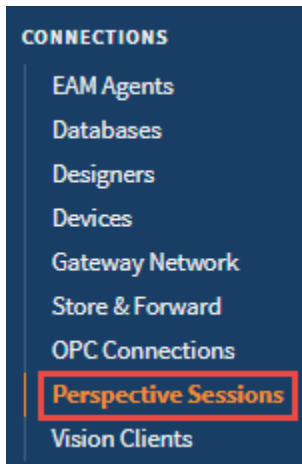 CONNECTIONS
EAM Agents
Databases
Designers
Devices
Gateway Network
Store & Forward
OPC Connections
Perspective Sessions
Vision Clients